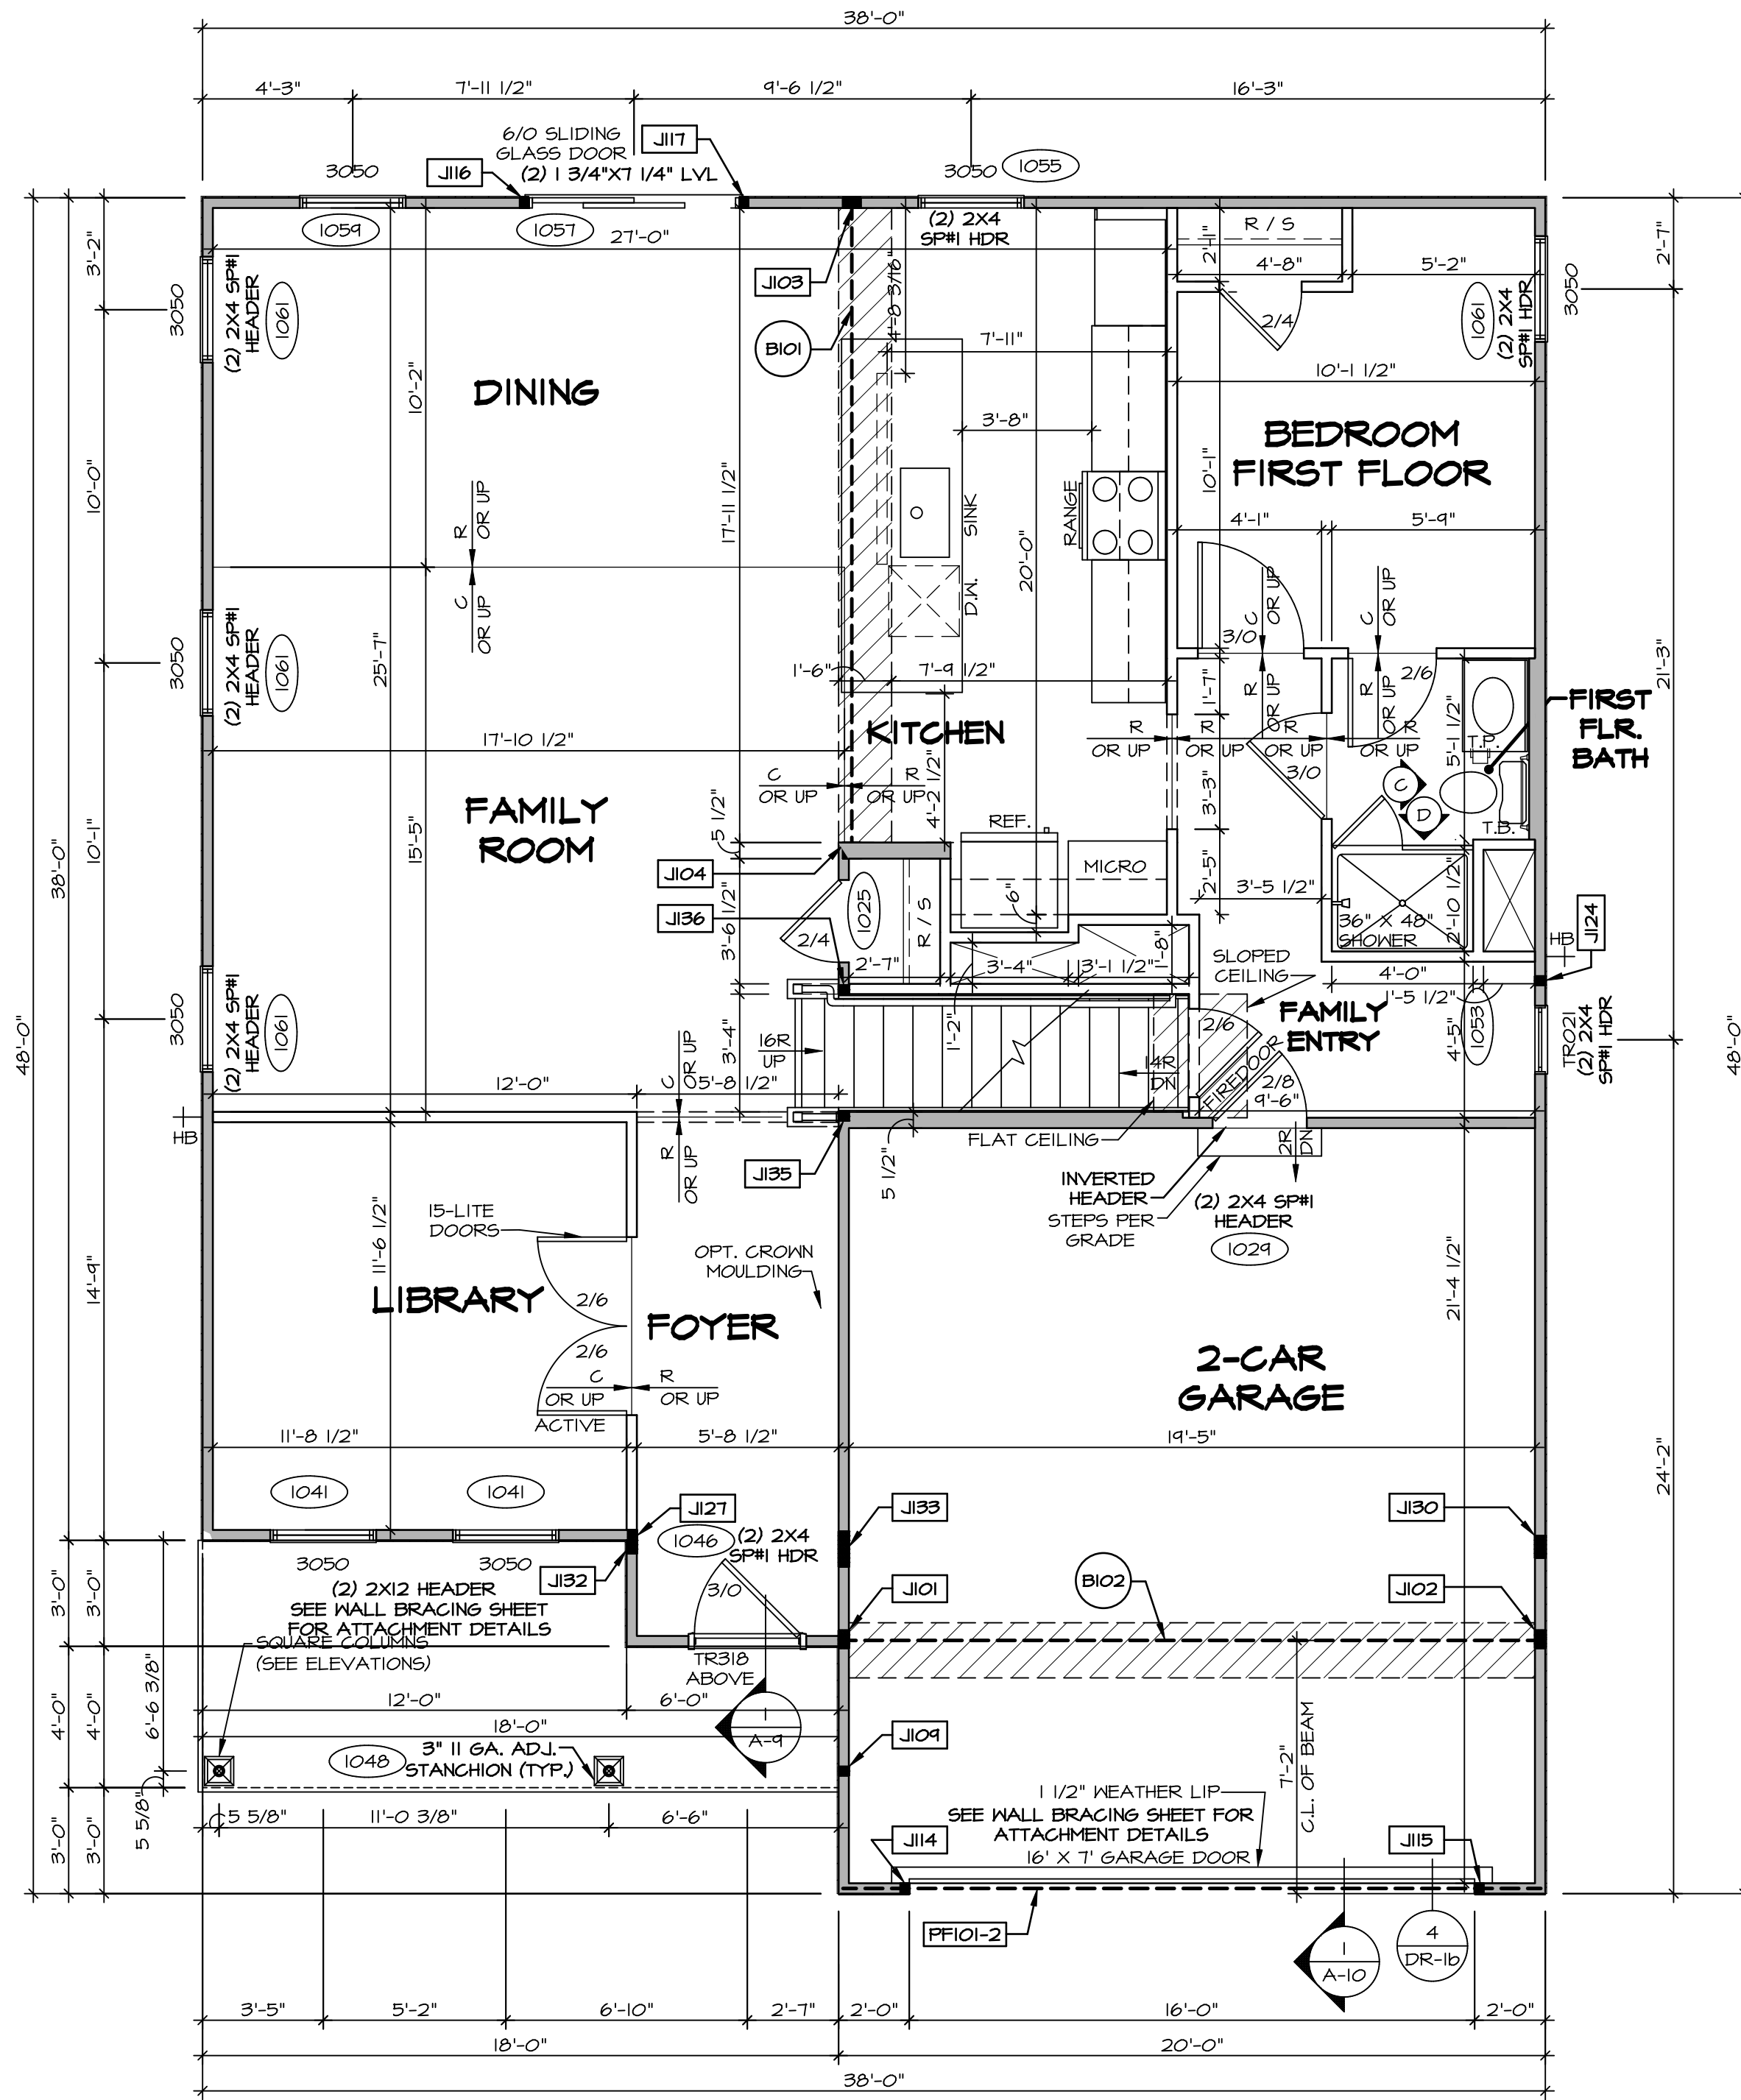 38'-0"
4'-3"
7'-11 1/2"
9'-6 1/2"
16'-3"
6/0 SLIDING
GLASS DOOR
(2) 1 3/4"X7 1/4" LVL
J117
J116
3050
3050
1055
1059
1057
27'-0"
(2) 2X4
SP#1 HDR
R / S
4'-8"
5'-2"
2'-1"
2/4
3'-2"
3050
(2) 2X4 SP#1
HEADER
1061
J103
B101
4'-8 3/16"
7'-11"
1061
(2) 2X4
SP#1 HDR
3050
2'-7"
10'-1 1/2"
DINING
10'-2"
3'-8"
BEDROOM
FIRST FLOOR
10'-0"
R
OR UP
C
OR UP
17'-11 1/2"
SINK
D.W.
20'-0"
RANGE
10'-1"
4'-1"
5'-9"
C
OR UP
C
OR UP
3/0
R
OR UP
R
OR UP
2/6
21'-3"
3050
(2) 2X4 SP#1
HEADER
1061
25'-7"
1'-6"
7'-9 1/2"
1'-7"
5'-1 1/2"
FIRST
FLR.
BATH
17'-10 1/2"
KITCHEN
R
OR UP
R
OR UP
R
OR UP
R
OR UP
T.P.
3/0
C
OR UP
R
OR UP
4'-2 1/2"
3'-3"
C
D
T.B.
FAMILY
ROOM
15'-5"
5 1/2"
REF.
MICRO
2'-5"
3'-5 1/2"
38'-0"
10'-1"
J104
J136
1025
R / S
6"
2/4
3'-6 1/2"
36" X 48"
SHOWER
2'-10 1/2"
J124
HB
48'-0"
3050
(2) 2X4 SP#1
HEADER
1061
2'-7"
3'-4"
3'-1 1/2"
1'-8"
SLOPED
CEILING
4'-0"
1'-5 1/2"
FAMILY
ENTRY
2/6
4'-5"
1053
TR021
(2) 2X4
SP#1 HDR
48'-0"
3'-4"
16R
UP
1'-2"
14R
DN
FIREDOOR
2/8
9'-6"
12'-0"
C
OR UP
5'-8 1/2"
HB
R
OR UP
FLAT CEILING
J135
5 1/2"
2R
DN
INVERTED
HEADER
STEPS PER
GRADE
(2) 2X4 SP#1
HEADER
1029
15-LITE
DOORS
11'-6 1/2"
OPT. CROWN
MOULDING
14'-9"
LIBRARY
2/6
2/6
FOYER
21'-4 1/2"
2-CAR
GARAGE
C
OR UP
R
OR UP
ACTIVE
11'-8 1/2"
5'-8 1/2"
19'-5"
24'-2"
1041
1041
J127
1046
(2) 2X4
SP#1 HDR
J133
J130
3050
3050
J132
3/0
J101
B102
J102
(2) 2X12 HEADER
SEE WALL BRACING SHEET
FOR ATTACHMENT DETAILS
SQUARE COLUMNS
(SEE ELEVATIONS)
3'-0"
3'-0"
TR318
ABOVE
12'-0"
6'-0"
18'-0"
1
A-9
4'-0"
4'-0"
6'-6 3/8"
1048
3" 11 GA. ADJ.
STANCHION (TYP.)
J109
7'-2"
C.L. OF BEAM
5 5/8"
5 5/8"
11'-0 3/8"
6'-6"
3'-0"
3'-0"
1 1/2" WEATHER LIP
SEE WALL BRACING SHEET FOR
ATTACHMENT DETAILS
16' X 7' GARAGE DOOR
J114
J115
PF101-2
1
A-10
4
DR-1b
3'-5"
5'-2"
6'-10"
2'-7"
2'-0"
16'-0"
2'-0"
18'-0"
20'-0"
38'-0"